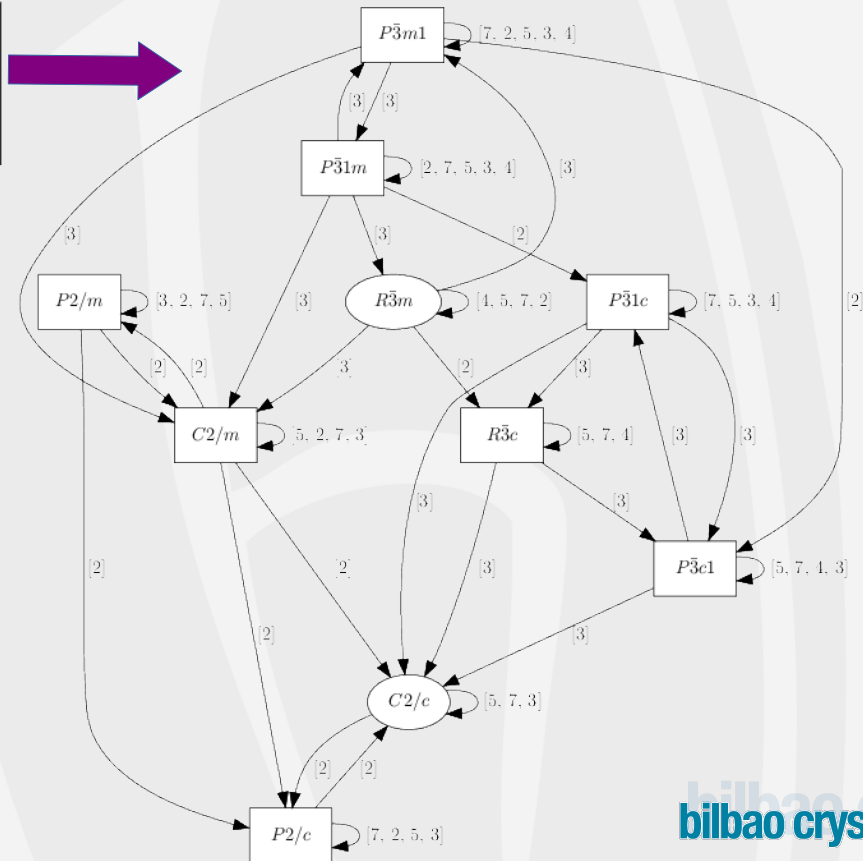 P3̄m1 [7, 2, 5, 3, 4]
[3] [3]
P3̄1m [2, 7, 5, 3, 4] [3]
[3] [3] [2]
P2/m [3, 2, 7, 5] [3] R3̄m [4, 5, 7, 2] P3̄1c [7, 5, 3, 4] [2]
[2] [2] [3] [2] [3]
C2/m [5, 2, 7, 3] R3̄c [5, 7, 4] [3] [3]
[3] [3]
[2] [2] [3] P3̄c1 [5, 7, 4, 3]
[2] [3]
C2/c [5, 7, 3]
[2] [2]
P2/c [7, 2, 5, 3]
bilbao crys